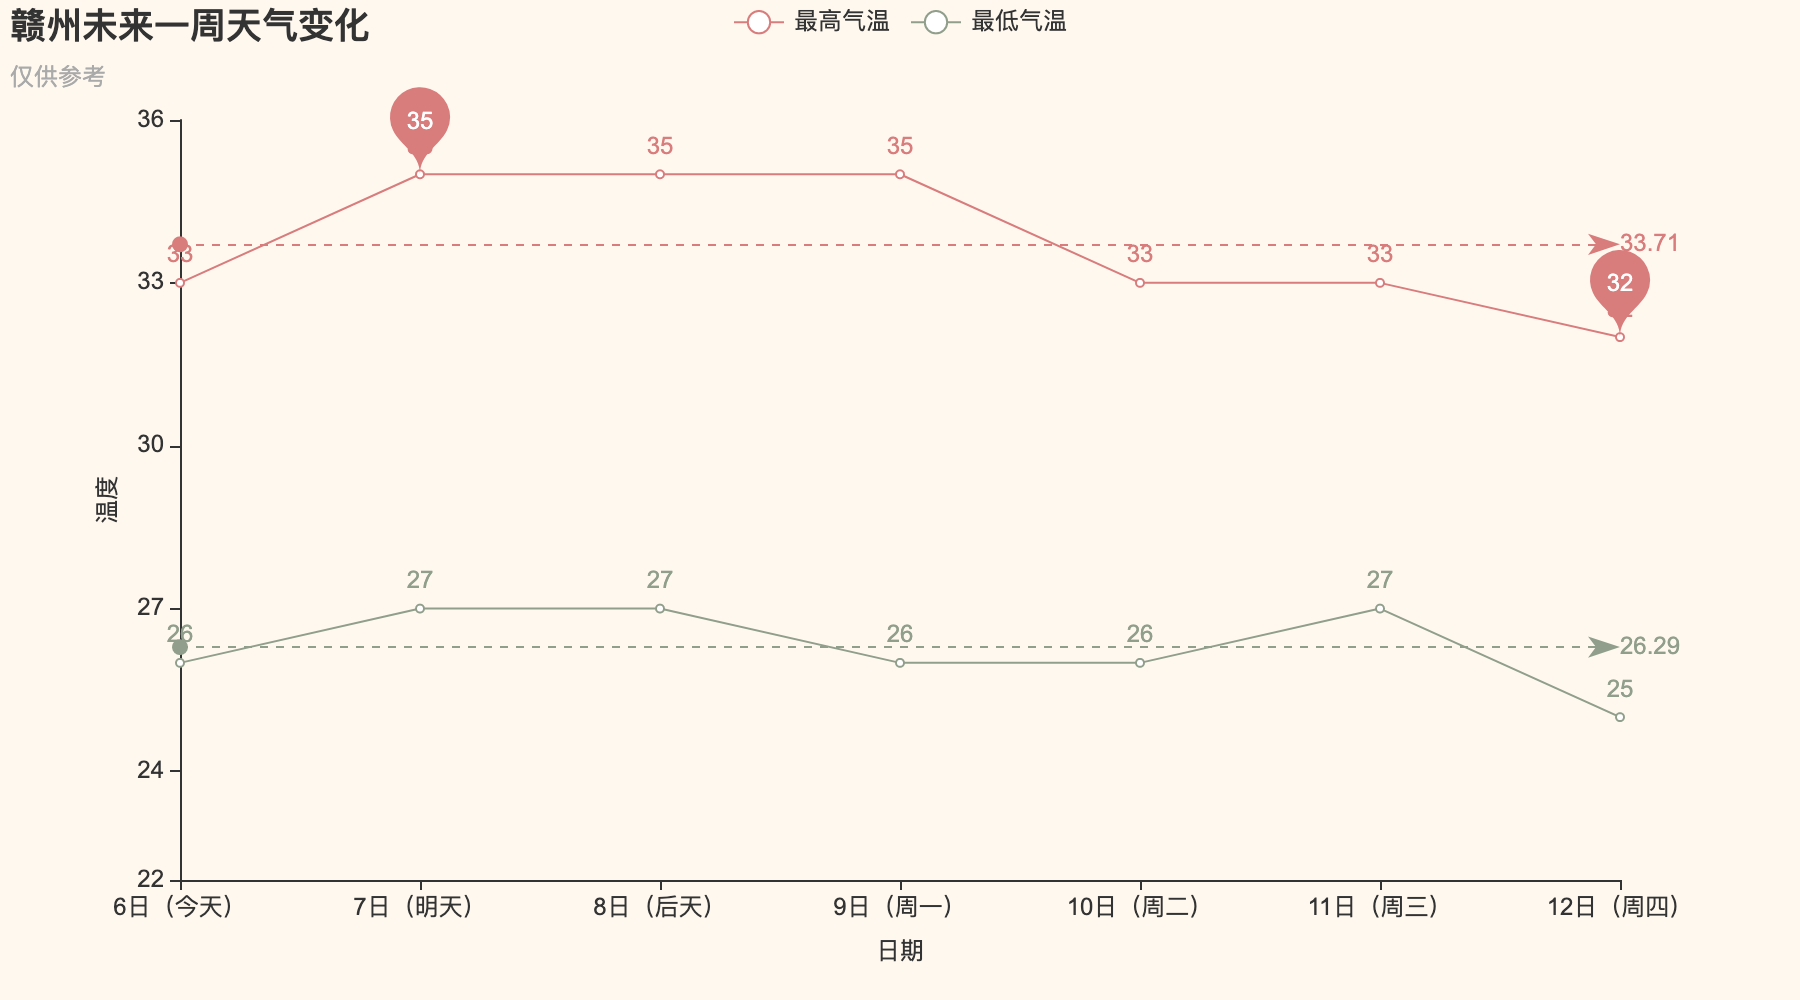 赣州未来一周天气变化
仅供参考
最高气温
最低气温
36
33
30
27
24
22
温度
35
35
35
33
33
33
32
33.71
26
27
27
26
26
27
25
26.29
6日（今天）
7日（明天）
8日（后天）
9日（周一）
10日（周二）
11日（周三）
12日（周四）
日期